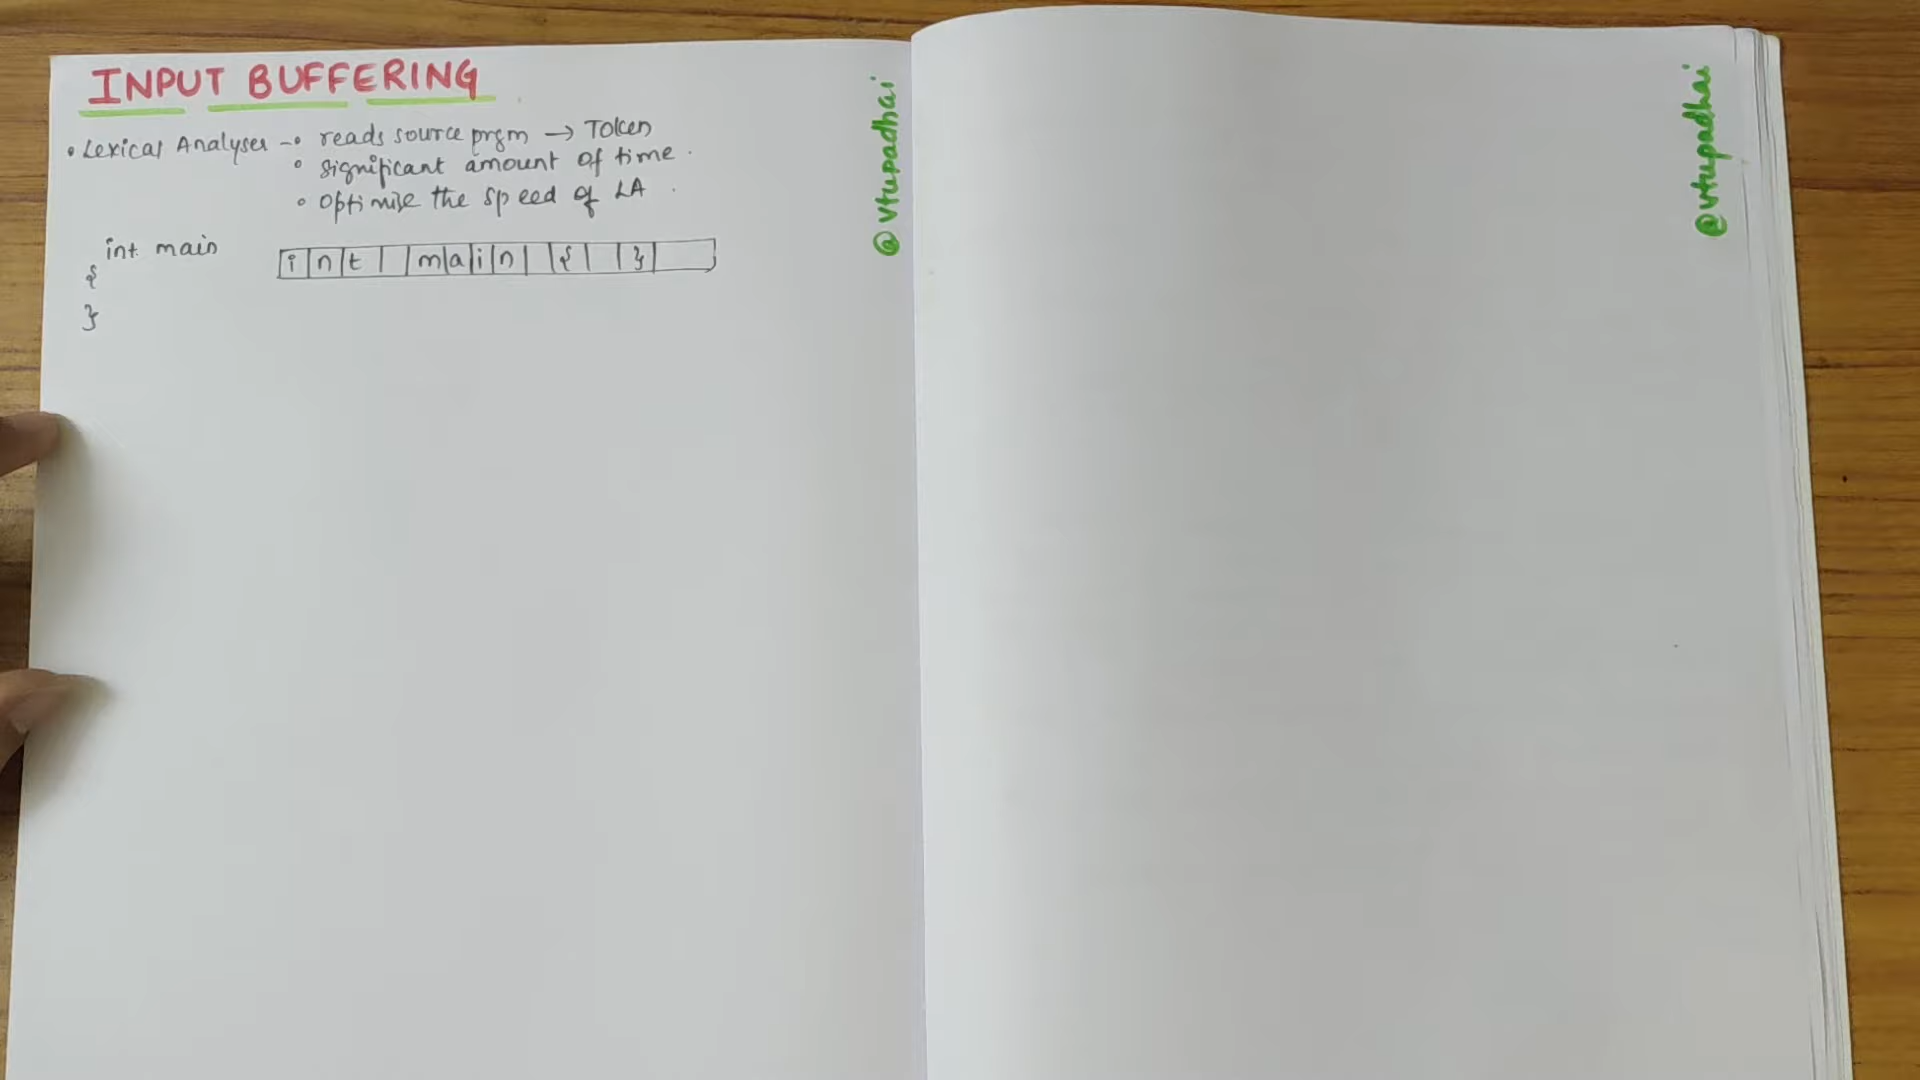 INPUT BUFFERING
• Lexical Analyser - • reads source prgm → Token
• significant amount of time.
• optimize the speed of LA.
int main
{
}
i n t m a i n { }
@vtupadhai
@vtupadhai